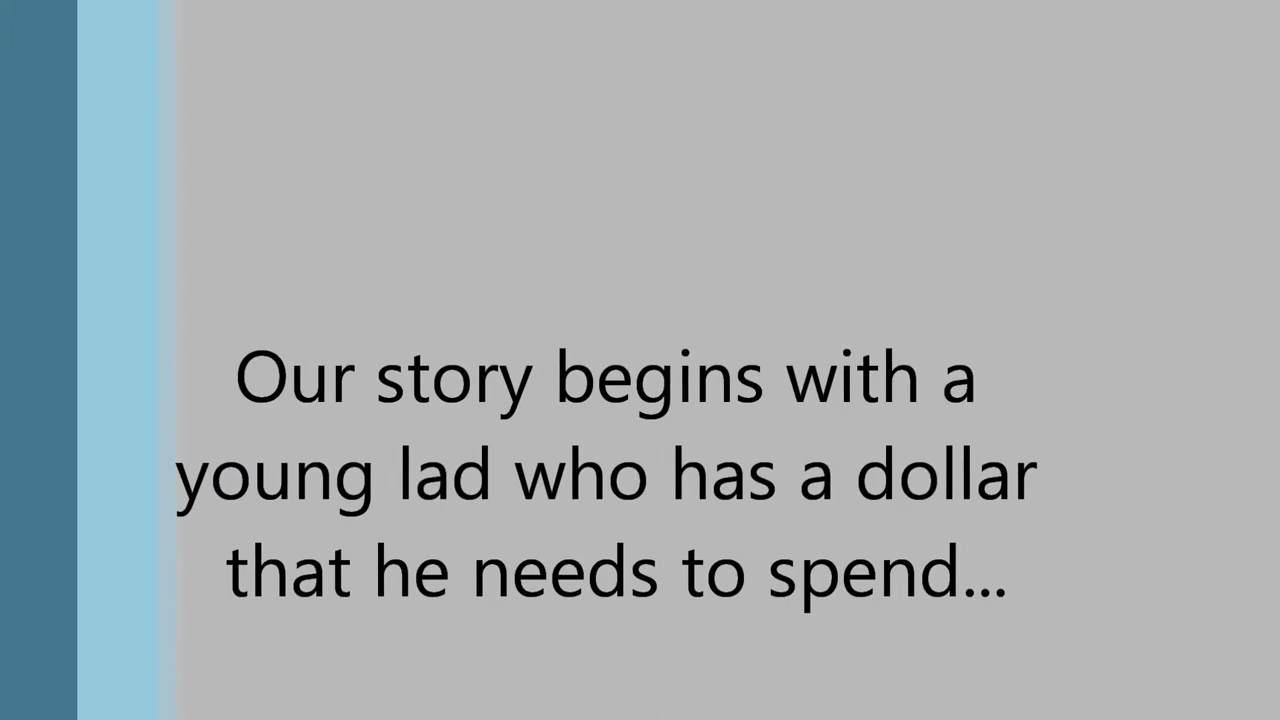 Our story begins with a
young lad who has a dollar
that he needs to spend...